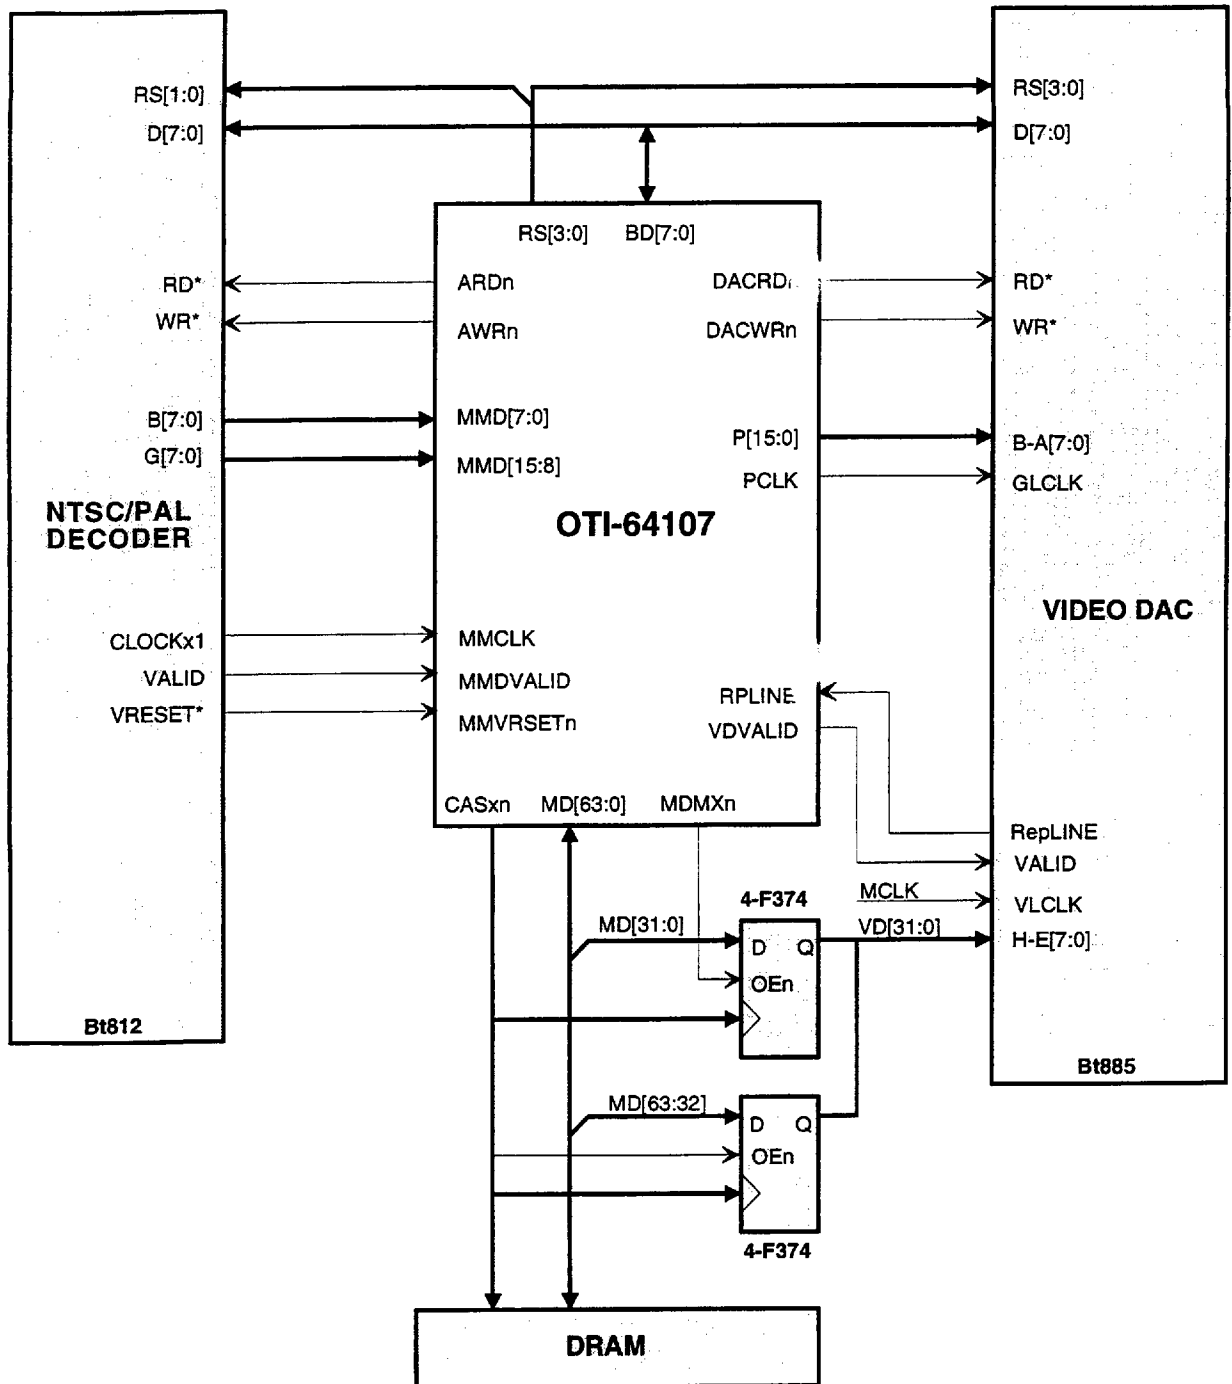 RS[1:0]
D[7:0]
RD*
WR*
B[7:0]
G[7:0]
NTSC/PAL
DECODER
CLOCKx1
VALID
VRESET*
Bt812
RS[3:0] BD[7:0]
ARDn DACRD
AWRn DACWRn
MMD[7:0]
P[15:0]
MMD[15:8]
PCLK
OTI-64107
MMCLK
MMDVALID
RPLINE
MMVRSETn
VDVALID
CASxn MD[63:0] MDMXn
RS[3:0]
D[7:0]
RD*
WR*
B-A[7:0]
GLCLK
VIDEO DAC
RepLINE
VALID
VLCLK
H-E[7:0]
Bt885
MCLK
VD[31:0]
4-F374
MD[31:0]
D Q
OEn
MD[63:32]
D Q
OEn
4-F374
DRAM